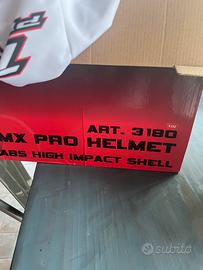 ART. 3180
MX PRO HELMET
ABS HIGH IMPACT SHELL
subito